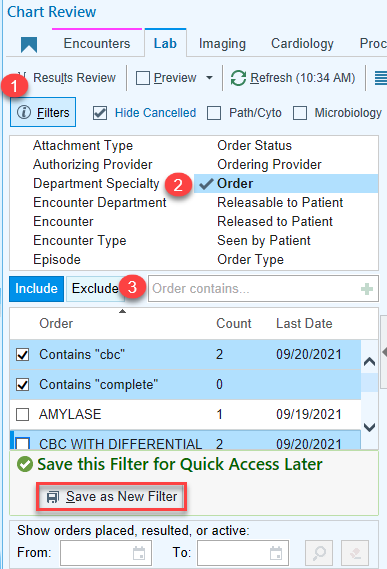 Chart Review
Encounters Lab Imaging Cardiology Proc
1 Results Review Preview Refresh (10:34 AM)
Filters Hide Cancelled Path/Cyto Microbiology
Attachment Type Order Status
Authorizing Provider Ordering Provider
Department Specialty 2 Order
Encounter Department Releasable to Patient
Encounter Released to Patient
Encounter Type Seen by Patient
Episode Order Type
Include Exclude 3 Order contains...
Order Count Last Date
Contains "cbc" 2 09/20/2021
Contains "complete" 0
AMYLASE 1 09/19/2021
CBC WITH DIFFERENTIAL 2 09/20/2021
Save this Filter for Quick Access Later
Save as New Filter
Show orders placed, resulted, or active:
From: To: